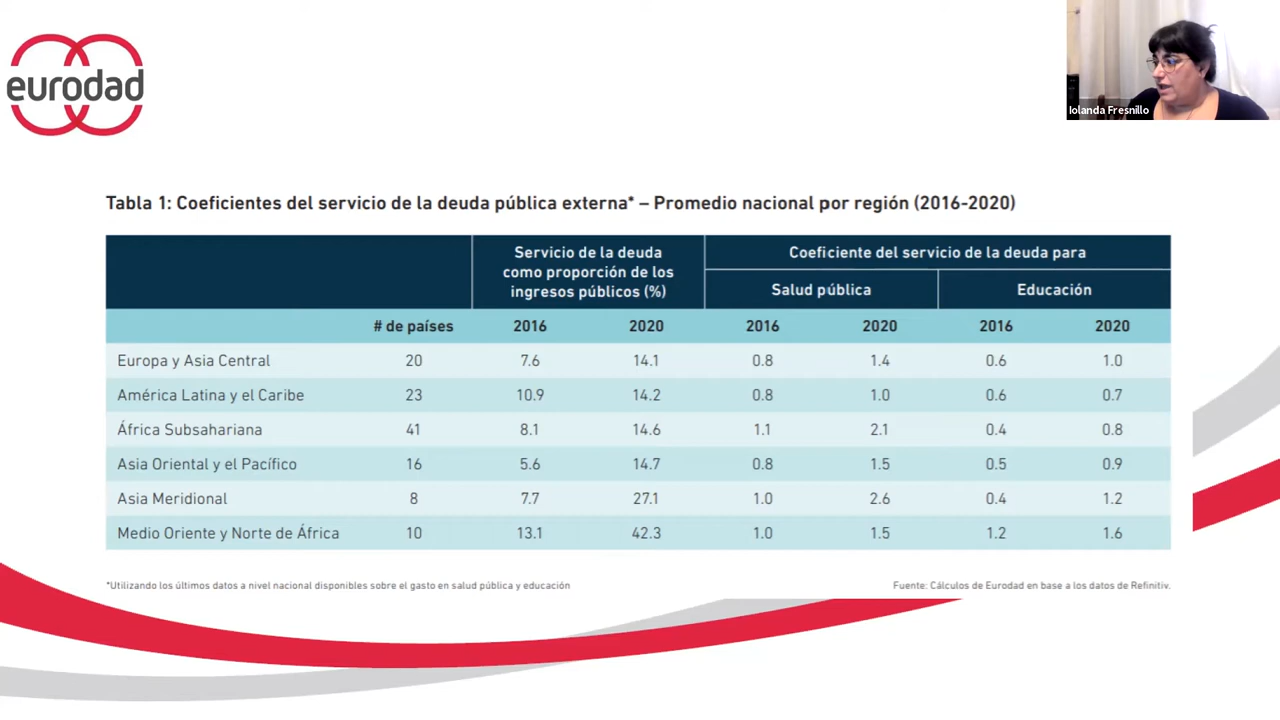 eurodad
Iolanda Fresnillo
Tabla 1: Coeficientes del servicio de la deuda pública externa* – Promedio nacional por región (2016-2020)
Servicio de la deuda
como proporción de los
ingresos públicos (%)
Coeficiente del servicio de la deuda para
Salud pública Educación
# de países 2016 2020 2016 2020 2016 2020
Europa y Asia Central 20 7.6 14.1 0.8 1.4 0.6 1.0
América Latina y el Caribe 23 10.9 14.2 0.8 1.0 0.6 0.7
África Subsahariana 41 8.1 14.6 1.1 2.1 0.4 0.8
Asia Oriental y el Pacífico 16 5.6 14.7 0.8 1.5 0.5 0.9
Asia Meridional 8 7.7 27.1 1.0 2.6 0.4 1.2
Medio Oriente y Norte de África 10 13.1 42.3 1.0 1.5 1.2 1.6
*Utilizando los últimos datos a nivel nacional disponibles sobre el gasto en salud pública y educación
Fuente: Cálculos de Eurodad en base a los datos de Refinitiv.